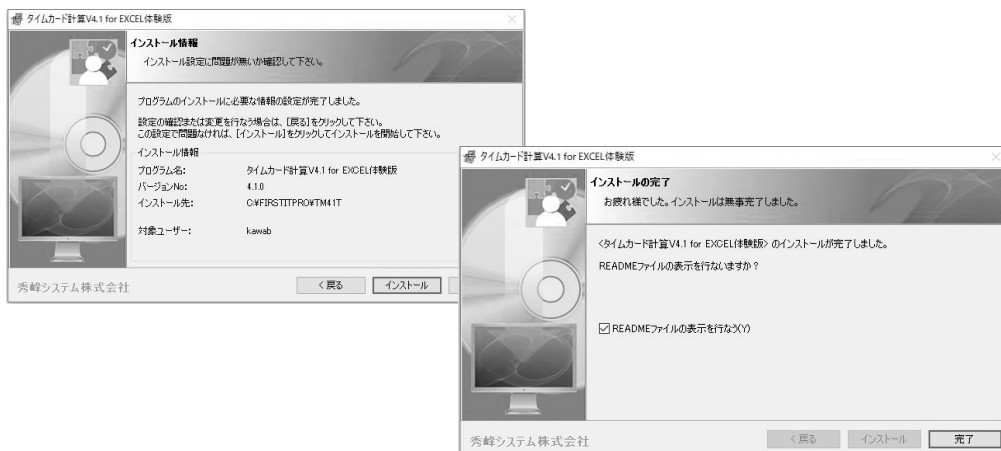 タイムカード計算V4.1 for EXCEL体験版
インストール情報
インストール設定に問題が無いか確認して下さい。
プログラムのインストールに必要な情報の設定が完了しました。
設定の確認または変更を行なう場合は、[戻る]をクリックして下さい。
この設定で問題なければ、[インストール]をクリックしてインストールを開始して下さい。
インストール情報
プログラム名: タイムカード計算V4.1 for EXCEL体験版
バージョンNo: 4.1.0
インストール先: C:¥FIRSTITPRO¥TM41T
対象ユーザー: kawab
秀峰システム株式会社
< 戻る インストール
タイムカード計算V4.1 for EXCEL体験版
インストールの完了
お疲れ様でした。インストールは無事完了しました。
<タイムカード計算V4.1 for EXCEL体験版> のインストールが完了しました。
READMEファイルの表示を行ないますか?
READMEファイルの表示を行なう(Y)
秀峰システム株式会社
< 戻る インストール 完了